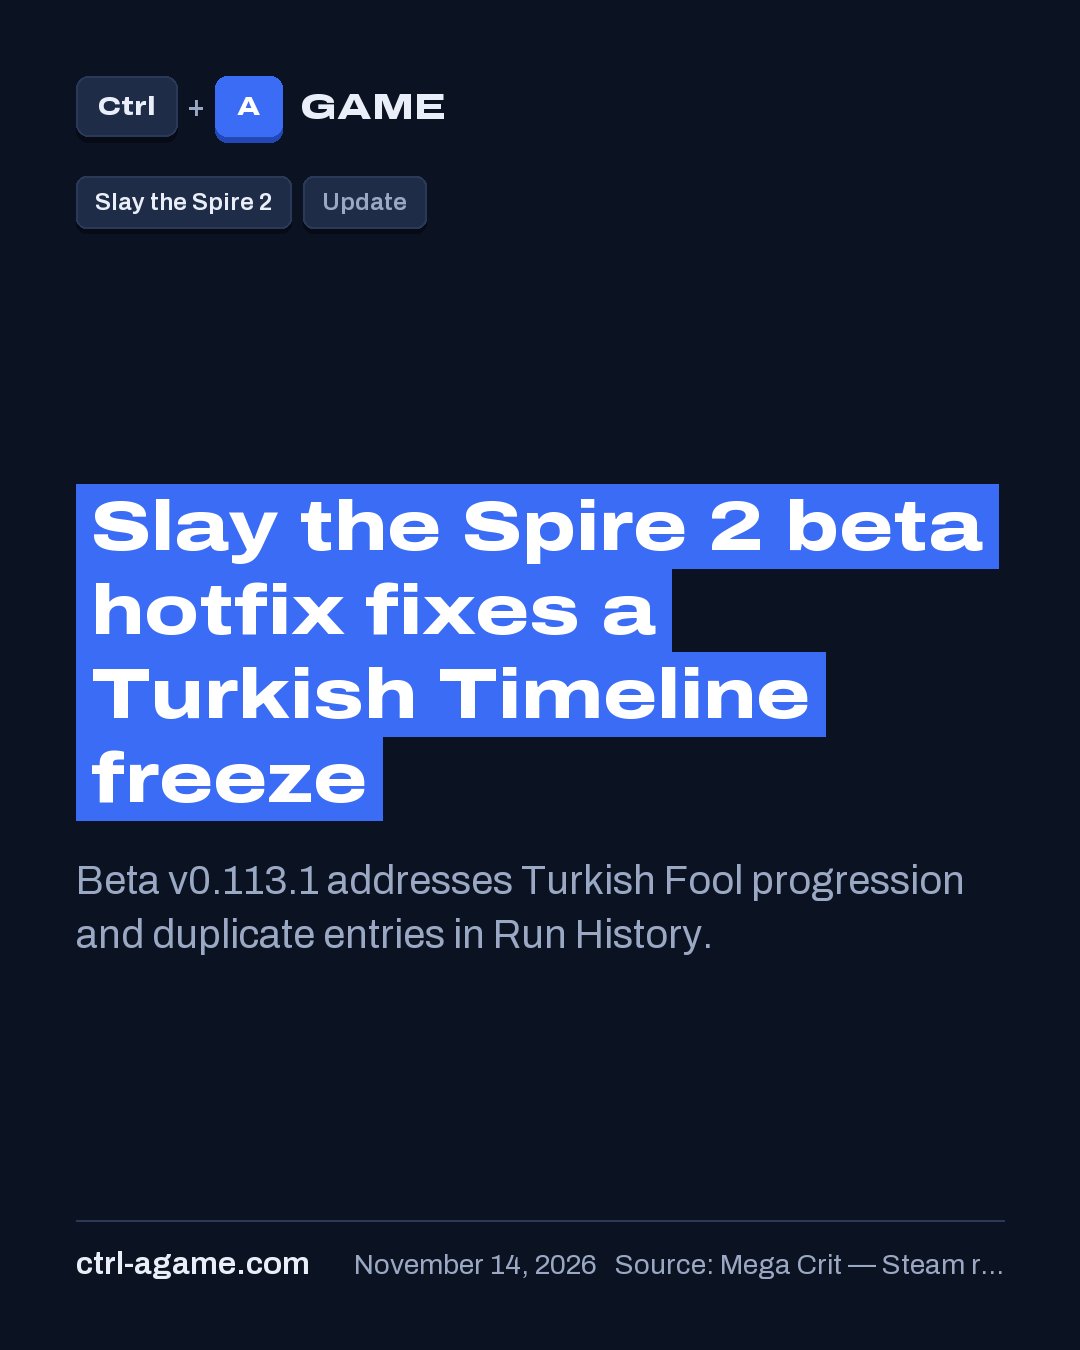 Ctrl + A GAME
Slay the Spire 2 Update
Slay the Spire 2 beta
hotfix fixes a
Turkish Timeline
freeze
Beta v0.113.1 addresses Turkish Fool progression
and duplicate entries in Run History.
ctrl-agame.com November 14, 2026 Source: Mega Crit — Steam r...